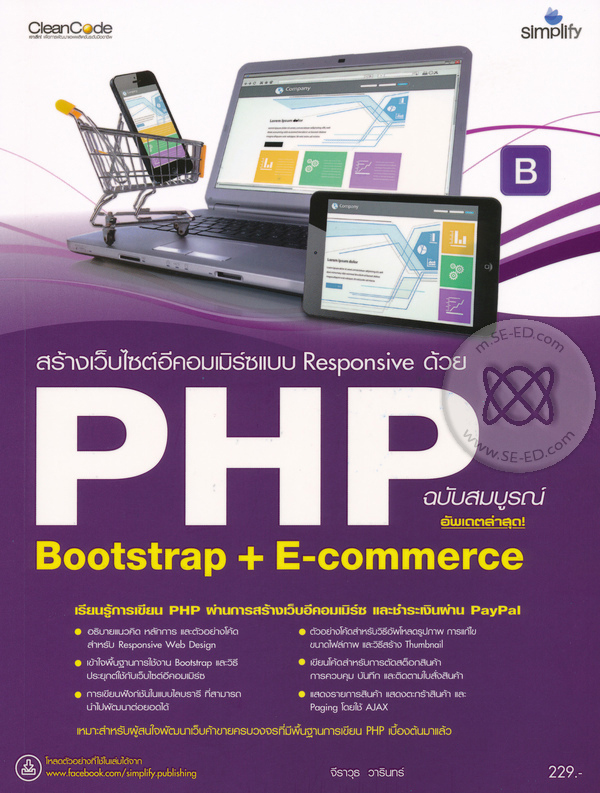 CleanCode
simplify
Company
Lorem ipsum dolor
Company
Lorem ipsum dolor
B
สร้างเว็บไซต์อีคอมเมิร์ซแบบ Responsive ด้วย
PHP
m.SE-ED.com
www.SE-ED.com
ฉบับสมบูรณ์
อัพเดตล่าสุด!
Bootstrap + E-commerce
เรียนรู้การเขียน PHP ผ่านการสร้างเว็บอีคอมเมิร์ซ และชำระเงินผ่าน PayPal
อธิบายแนวคิด หลักการ และตัวอย่างโค้ด
สำหรับ Responsive Web Design
เข้าใจพื้นฐานการใช้งาน Bootstrap และวิธี
ประยุกต์ใช้กับเว็บไซต์อีคอมเมิร์ซ
การเขียนฟังก์ชันในแบบไลบรารี ที่สามารถ
นำไปพัฒนาต่อยอดได้
ตัวอย่างโค้ดสำหรับวิธีอัพโหลดรูปภาพ การแก้ไข
ขนาดไฟล์ภาพ และวิธีสร้าง Thumbnail
เขียนโค้ดสำหรับการตัดสต็อกสินค้า
การควบคุม บันทึก และติดตามใบสั่งสินค้า
แสดงรายการสินค้า แสดงตะกร้าสินค้า และ
Paging โดยใช้ AJAX
เหมาะสำหรับผู้สนใจพัฒนาเว็บค้าขายครบวงจรที่มีพื้นฐานการเขียน PHP เบื้องต้นมาแล้ว
โหลดตัวอย่างที่ใช้ในเล่มได้จาก
www.facebook.com/simplify.publishing
จีราวุธ วารินทร์
229.-